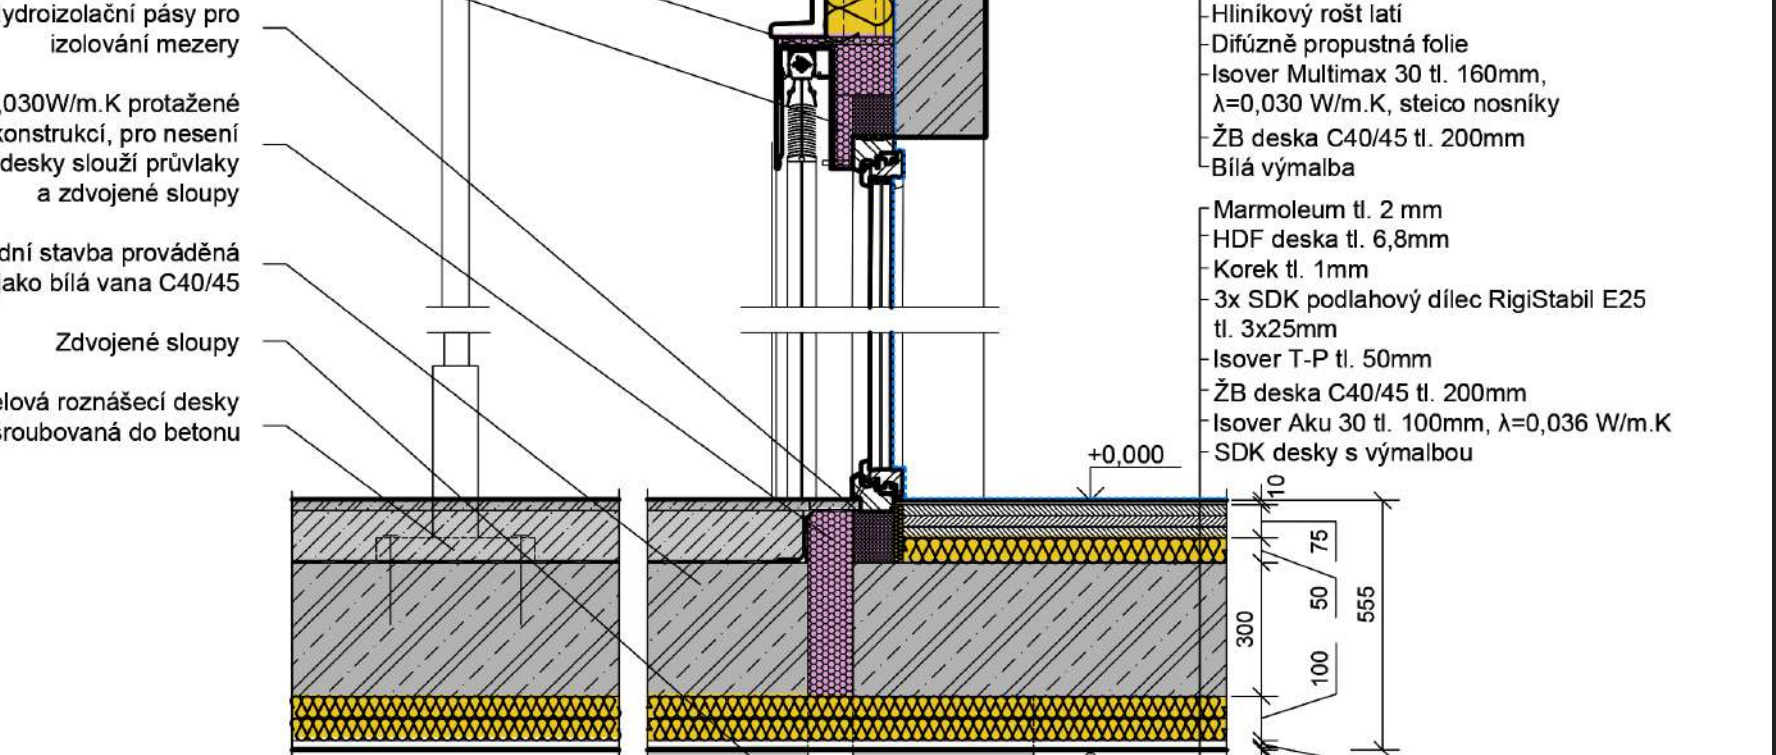 ydroizolační pásy pro
izolování mezery
,030W/m.K protažené
konstrukcí, pro nesení
desky slouží průvlaky
a zdvojené sloupy
dní stavba prováděná
jako bílá vana C40/45
Zdvojené sloupy
elová roznášecí desky
šroubovaná do betonu
Hliníkový rošt latí
Difúzně propustná folie
Isover Multimax 30 tl. 160mm,
λ=0,030 W/m.K, steico nosníky
ŽB deska C40/45 tl. 200mm
Bílá výmalba
Marmoleum tl. 2 mm
HDF deska tl. 6,8mm
Korek tl. 1mm
3x SDK podlahový dílec RigiStabil E25
tl. 3x25mm
Isover T-P tl. 50mm
ŽB deska C40/45 tl. 200mm
Isover Aku 30 tl. 100mm, λ=0,036 W/m.K
SDK desky s výmalbou
+0,000
10
75
50
300
100
555